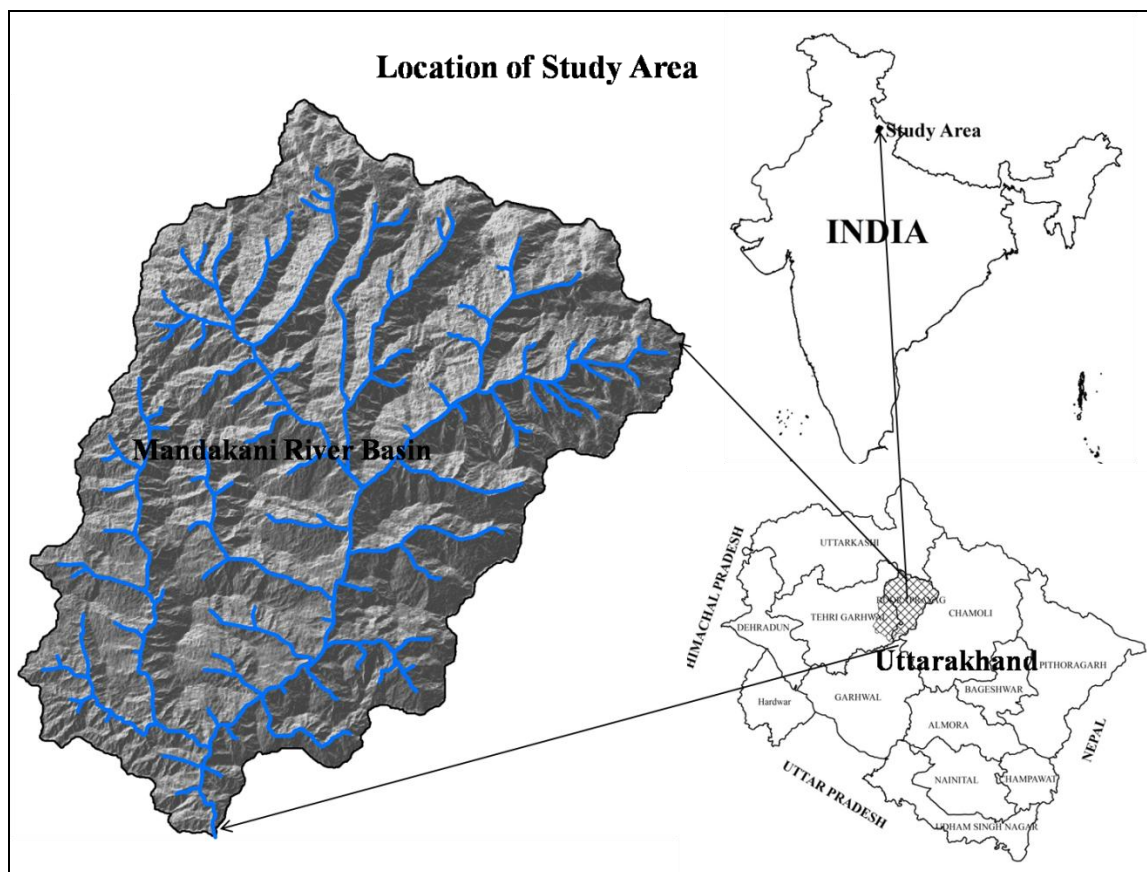 Location of Study Area
Study Area
INDIA
Mandakani River Basin
UTTARKASHI
HIMACHAL PRADESH
TEHRI GARHWAL
CHAMOLI
DEHRADUN
Uttarakhand
PITHORAGARH
Hardwar
GARHWAL
BAGESHWAR
ALMORA
NEPAL
UTTAR PRADESH
NAINITAL
HAMPAWAT
UDHAM SINGH NAGAR